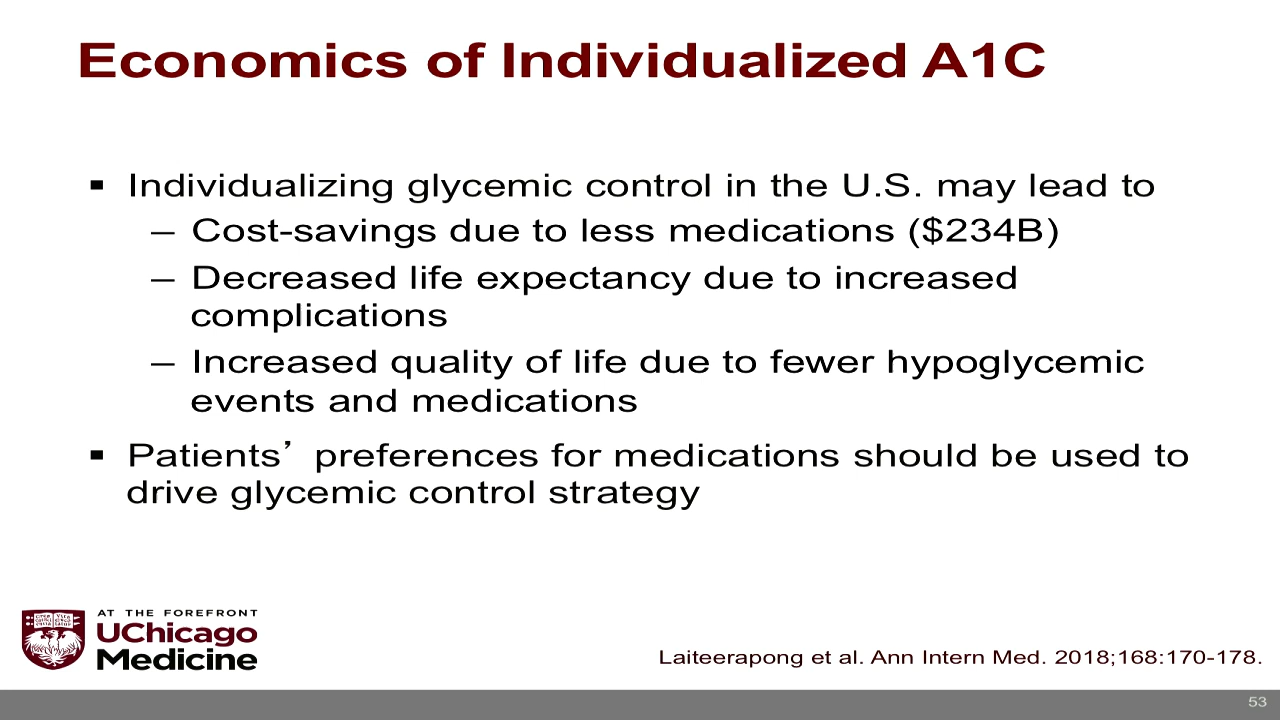 Economics of Individualized A1C
▪ Individualizing glycemic control in the U.S. may lead to
– Cost-savings due to less medications ($234B)
– Decreased life expectancy due to increased
complications
– Increased quality of life due to fewer hypoglycemic
events and medications
▪ Patients’ preferences for medications should be used to
drive glycemic control strategy
AT THE FOREFRONT
UChicago
Medicine
Laiteerapong et al. Ann Intern Med. 2018;168:170-178.
53